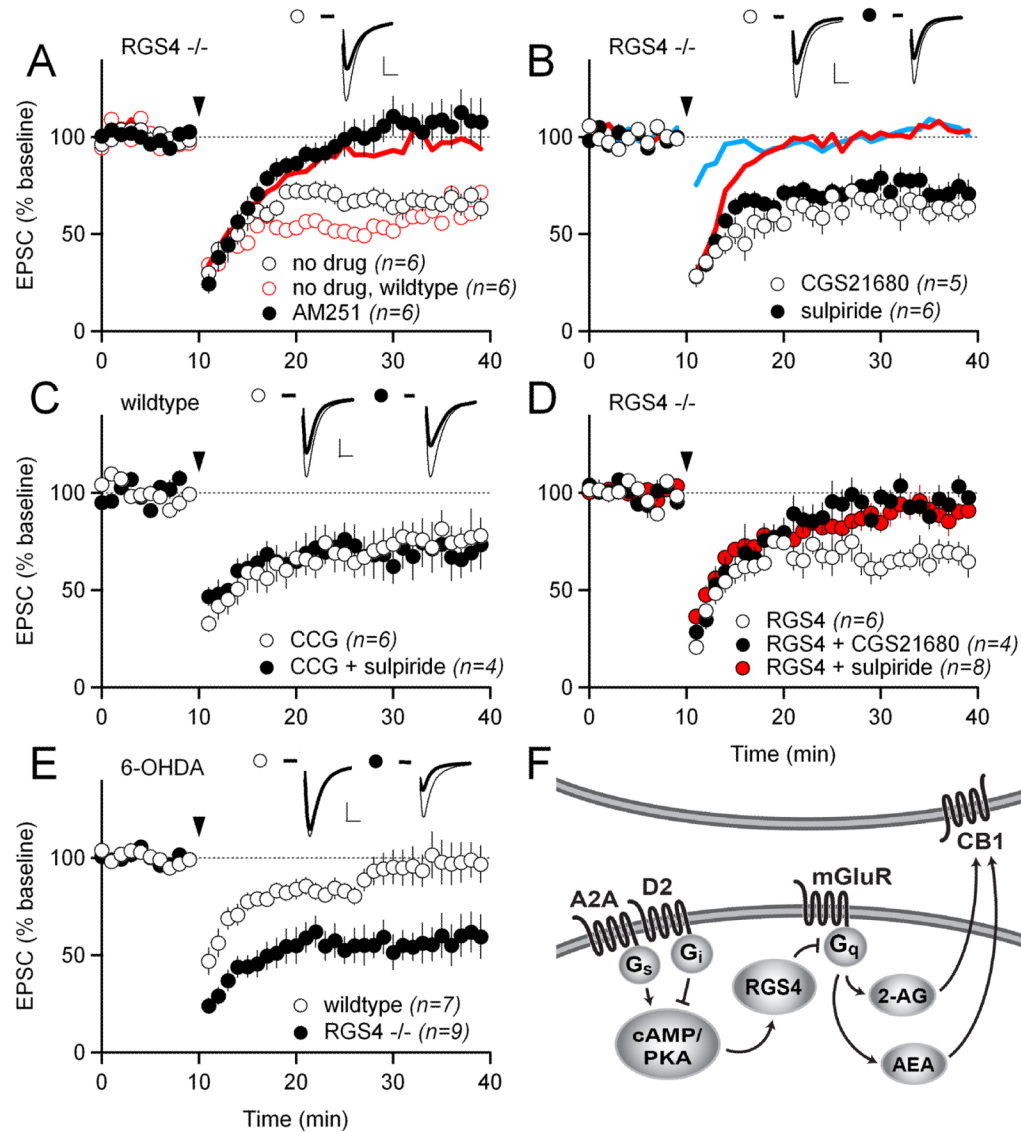 A
RGS4 -/-
EPSC (% baseline)
100
50
0
0
10
20
30
40
no drug (n=6)
no drug, wildtype (n=6)
AM251 (n=6)
B
RGS4 -/-
100
50
0
0
10
20
30
40
CGS21680 (n=5)
sulpiride (n=6)
C
wildtype
EPSC (% baseline)
100
50
0
0
10
20
30
40
CCG (n=6)
CCG + sulpiride (n=4)
D
RGS4 -/-
100
50
0
0
10
20
30
40
Time (min)
RGS4 (n=6)
RGS4 + CGS21680 (n=4)
RGS4 + sulpiride (n=8)
E
6-OHDA
EPSC (% baseline)
100
50
0
0
10
20
30
40
Time (min)
wildtype (n=7)
RGS4 -/- (n=9)
F
CB1
mGluR
A2A
D2
Gs
Gi
Gq
RGS4
2-AG
cAMP/
PKA
AEA